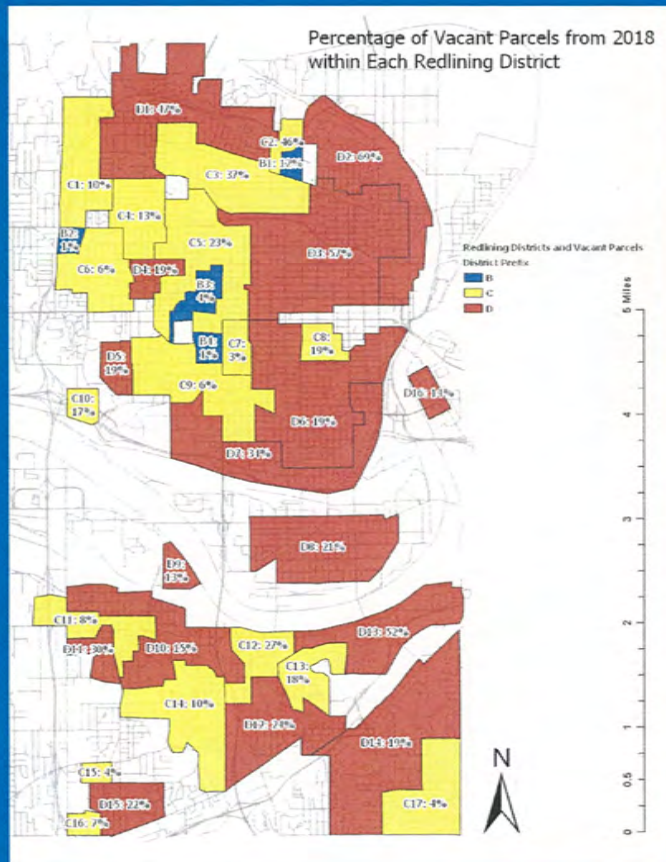 Percentage of Vacant Parcels from 2018
within Each Redlining District
D1: 47%
C2: 46%
B1: 17%
D2: 69%
C3: 37%
C1: 10%
C4: 13%
B2:
1%
C5: 23%
D3: 57%
C6: 6%
D4: 19%
B3:
4%
Redlining Districts and Vacant Parcels
District Prefix
B
C
D
B4:
1%
C7:
3%
C8:
19%
D5:
19%
C9: 6%
D16: 13%
C10:
17%
D6: 19%
D7: 31%
D8: 21%
D9:
13%
C11: 8%
D11: 30%
D10: 15%
C12: 27%
D13: 52%
C13:
18%
C14: 10%
D12: 28%
D14: 19%
C15: 4%
D15: 22%
C16: 7%
C17: 4%
N
5 Miles
4
3
2
1
0.5
0